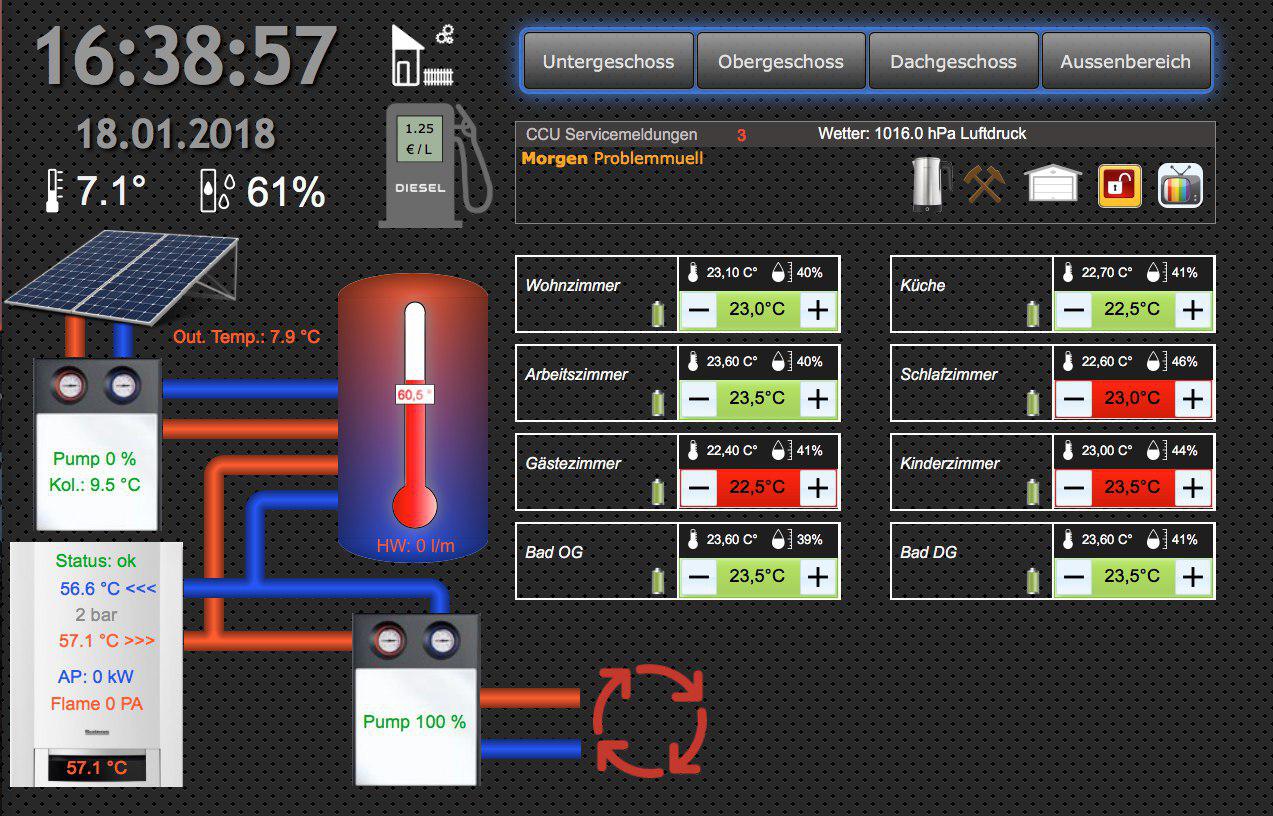 16:38:57
18.01.2018
7.1°
61%
1.25
€ / L
DIESEL
Untergeschoss
Obergeschoss
Dachgeschoss
Aussenbereich
CCU Servicemeldungen 3 Wetter: 1016.0 hPa Luftdruck
Morgen Problemmuell
Wohnzimmer
23,10 C° 40%
− 23,0°C +
Küche
22,70 C° 41%
− 22,5°C +
Arbeitszimmer
23,60 C° 40%
− 23,5°C +
Schlafzimmer
22,60 C° 46%
− 23,0°C +
Gästezimmer
22,40 C° 41%
− 22,5°C +
Kinderzimmer
23,00 C° 44%
− 23,5°C +
Bad OG
23,60 C° 39%
− 23,5°C +
Bad DG
23,60 C° 41%
− 23,5°C +
Out. Temp.: 7.9 °C
Pump 0 %
Kol.: 9.5 °C
60,5 °
HW: 0 l/m
Status: ok
56.6 °C <<<
2 bar
57.1 °C >>>
AP: 0 kW
Flame 0 PA
57.1 °C
Pump 100 %